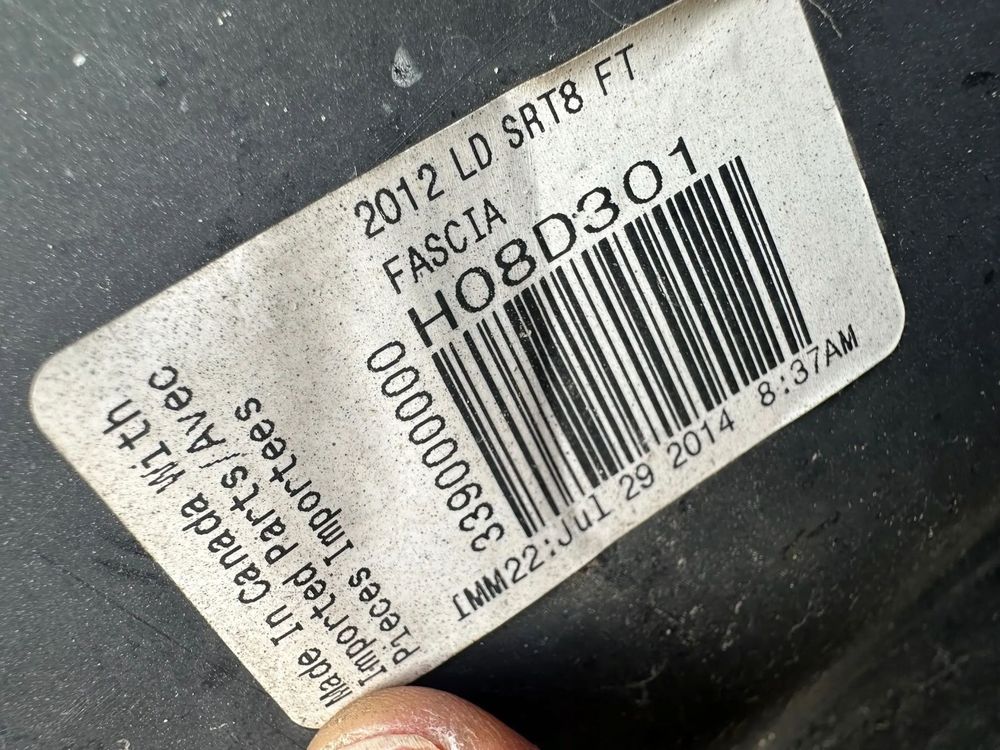 2012 LD SRT8 FT
FASCIA
H08D301
3390000000
IMM22:Jul 29 2014 8:37AM
Made In Canada With
Imported Parts/Avec
Pieces Importees